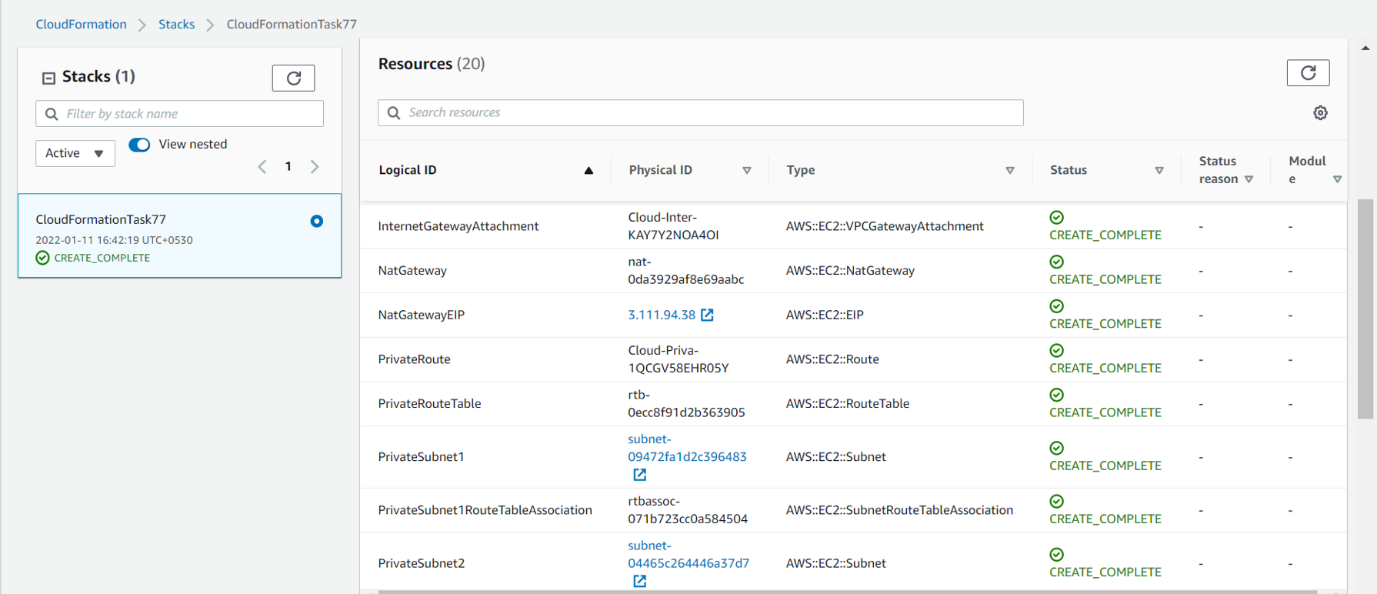 CloudFormation > Stacks > CloudFormationTask77
Stacks (1)
Filter by stack name
Active
View nested
1
CloudFormationTask77
2022-01-11 16:42:19 UTC+0530
CREATE_COMPLETE
Resources (20)
Search resources
Logical ID Physical ID Type Status Status reason Modul
e
InternetGatewayAttachment Cloud-Inter-
KAY7Y2NOA4OI AWS::EC2::VPCGatewayAttachment CREATE_COMPLETE - -
NatGateway nat-
0da3929af8e69aabc AWS::EC2::NatGateway CREATE_COMPLETE - -
NatGatewayEIP 3.111.94.38 AWS::EC2::EIP CREATE_COMPLETE - -
PrivateRoute Cloud-Priva-
1QCGV58EHR05Y AWS::EC2::Route CREATE_COMPLETE - -
PrivateRouteTable rtb-
0ecc8f91d2b363905 AWS::EC2::RouteTable CREATE_COMPLETE - -
PrivateSubnet1 subnet-
09472fa1d2c396483 AWS::EC2::Subnet CREATE_COMPLETE - -
PrivateSubnet1RouteTableAssociation rtbassoc-
071b723cc0a584504 AWS::EC2::SubnetRouteTableAssociation CREATE_COMPLETE - -
PrivateSubnet2 subnet-
04465c264446a37d7 AWS::EC2::Subnet CREATE_COMPLETE - -